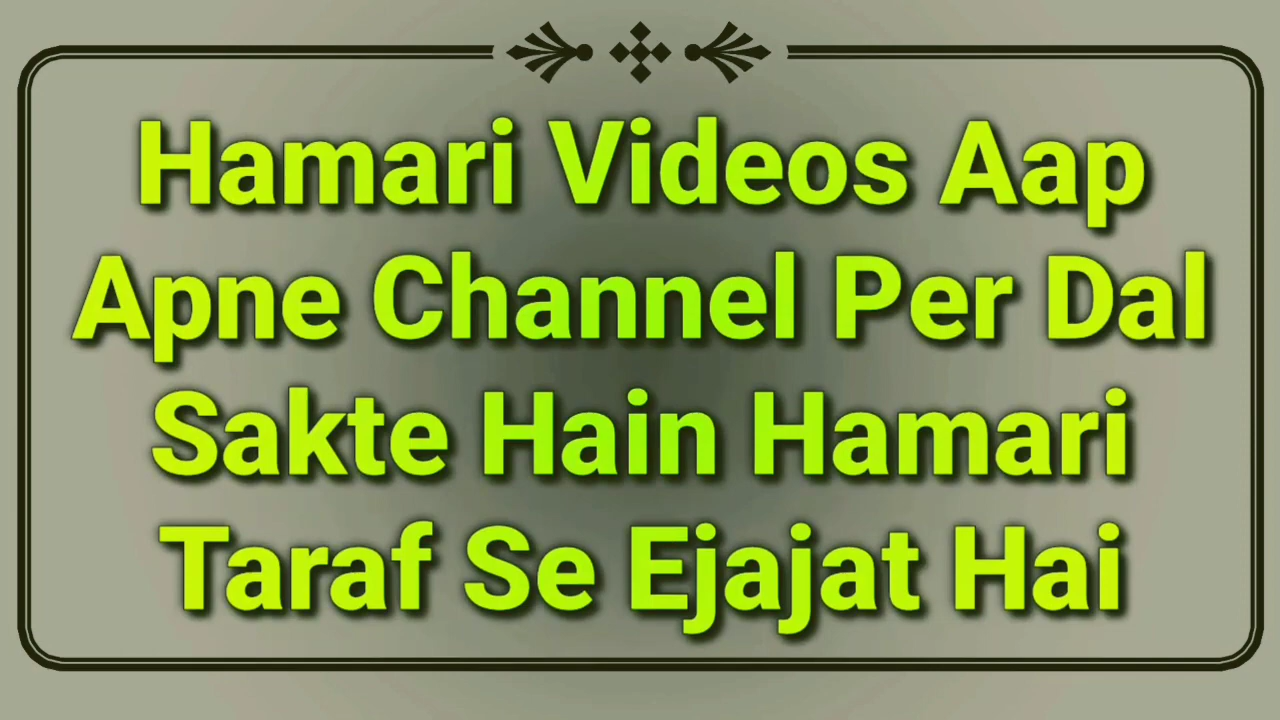 Hamari Videos Aap
Apne Channel Per Dal
Sakte Hain Hamari
Taraf Se Ejajat Hai